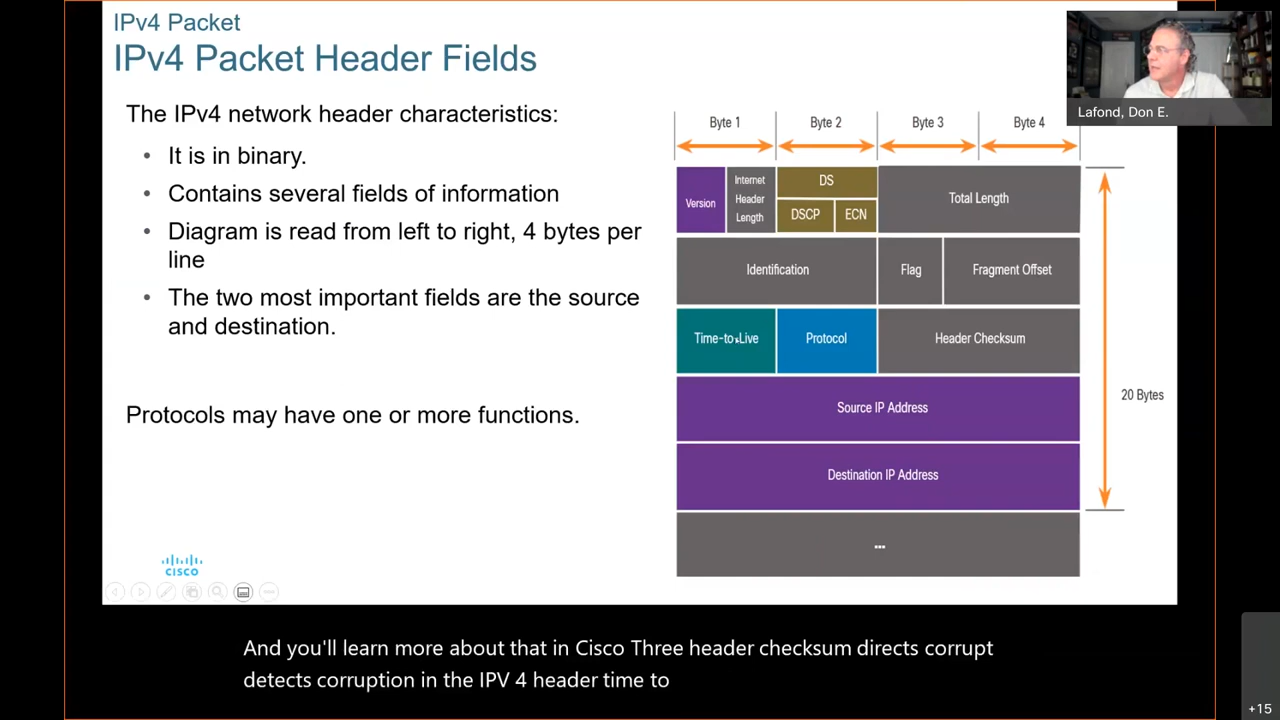 IPv4 Packet
IPv4 Packet Header Fields
The IPv4 network header characteristics:
• It is in binary.
• Contains several fields of information
• Diagram is read from left to right, 4 bytes per
line
• The two most important fields are the source
and destination.
Protocols may have one or more functions.
Byte 1
Byte 2
Byte 3
Byte 4
Version
Internet
Header
Length
DS
DSCP
ECN
Total Length
Identification
Flag
Fragment Offset
Time-to-Live
Protocol
Header Checksum
Source IP Address
Destination IP Address
...
20 Bytes
CISCO
Lafond, Don E.
And you'll learn more about that in Cisco Three header checksum directs corrupt
detects corruption in the IPV 4 header time to
+15